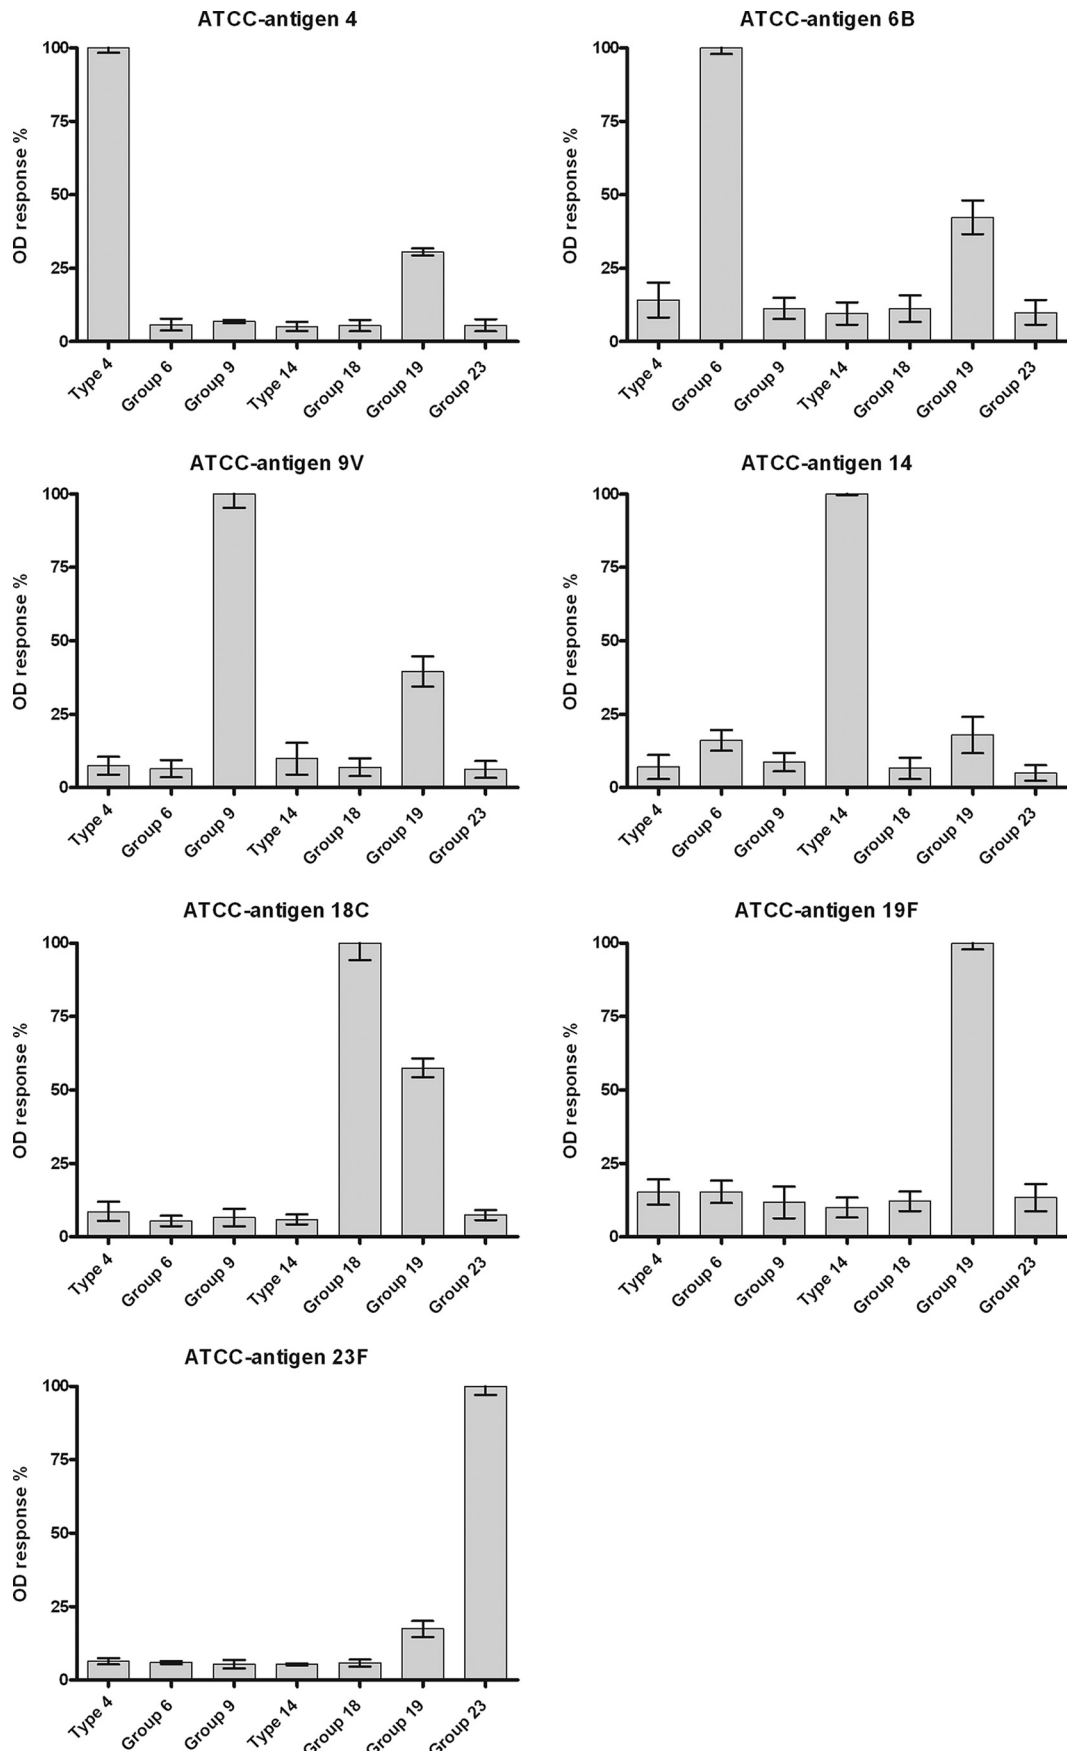 ATCC-antigen 4
OD response %
100
75
50
25
0
Type 4
Group 6
Group 9
Type 14
Group 18
Group 19
Group 23
ATCC-antigen 6B
OD response %
100
75
50
25
0
Type 4
Group 6
Group 9
Type 14
Group 18
Group 19
Group 23
ATCC-antigen 9V
OD response %
100
75
50
25
0
Type 4
Group 6
Group 9
Type 14
Group 18
Group 19
Group 23
ATCC-antigen 14
OD response %
100
75
50
25
0
Type 4
Group 6
Group 9
Type 14
Group 18
Group 19
Group 23
ATCC-antigen 18C
OD response %
100
75
50
25
0
Type 4
Group 6
Group 9
Type 14
Group 18
Group 19
Group 23
ATCC-antigen 19F
OD response %
100
75
50
25
0
Type 4
Group 6
Group 9
Type 14
Group 18
Group 19
Group 23
ATCC-antigen 23F
OD response %
100
75
50
25
0
Type 4
Group 6
Group 9
Type 14
Group 18
Group 19
Group 23